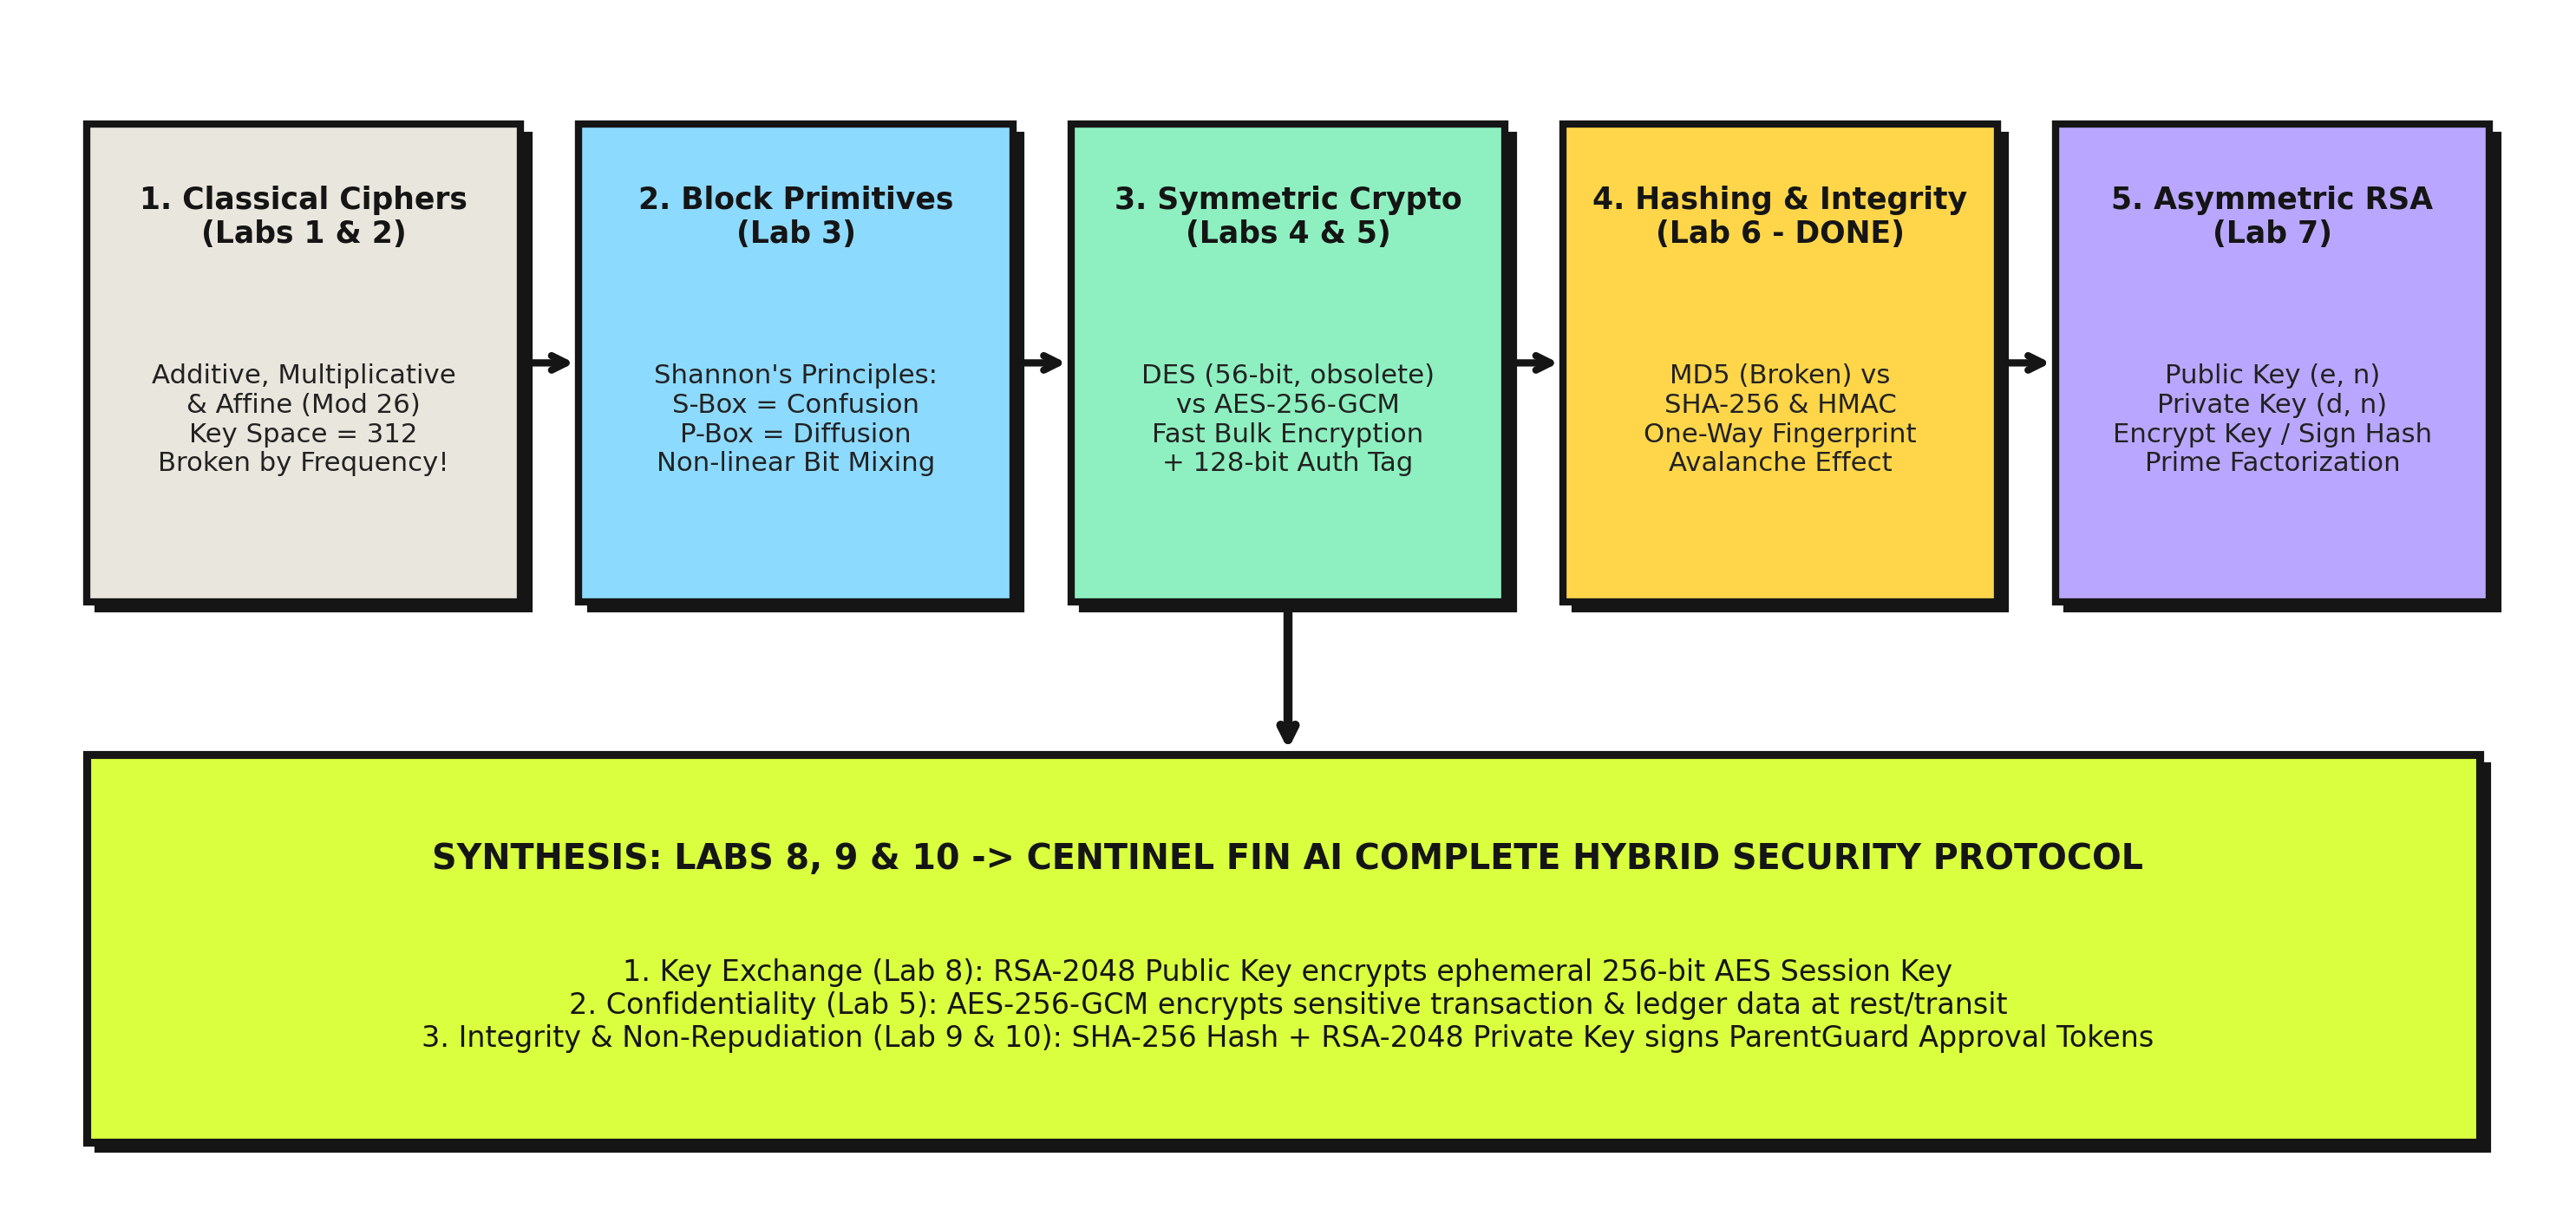 1. Classical Ciphers
(Labs 1 & 2)
Additive, Multiplicative
& Affine (Mod 26)
Key Space = 312
Broken by Frequency!
2. Block Primitives
(Lab 3)
Shannon's Principles:
S-Box = Confusion
P-Box = Diffusion
Non-linear Bit Mixing
3. Symmetric Crypto
(Labs 4 & 5)
DES (56-bit, obsolete)
vs AES-256-GCM
Fast Bulk Encryption
+ 128-bit Auth Tag
4. Hashing & Integrity
(Lab 6 - DONE)
MD5 (Broken) vs
SHA-256 & HMAC
One-Way Fingerprint
Avalanche Effect
5. Asymmetric RSA
(Lab 7)
Public Key (e, n)
Private Key (d, n)
Encrypt Key / Sign Hash
Prime Factorization
SYNTHESIS: LABS 8, 9 & 10 -> CENTINEL FIN AI COMPLETE HYBRID SECURITY PROTOCOL
1. Key Exchange (Lab 8): RSA-2048 Public Key encrypts ephemeral 256-bit AES Session Key
2. Confidentiality (Lab 5): AES-256-GCM encrypts sensitive transaction & ledger data at rest/transit
3. Integrity & Non-Repudiation (Lab 9 & 10): SHA-256 Hash + RSA-2048 Private Key signs ParentGuard Approval Tokens